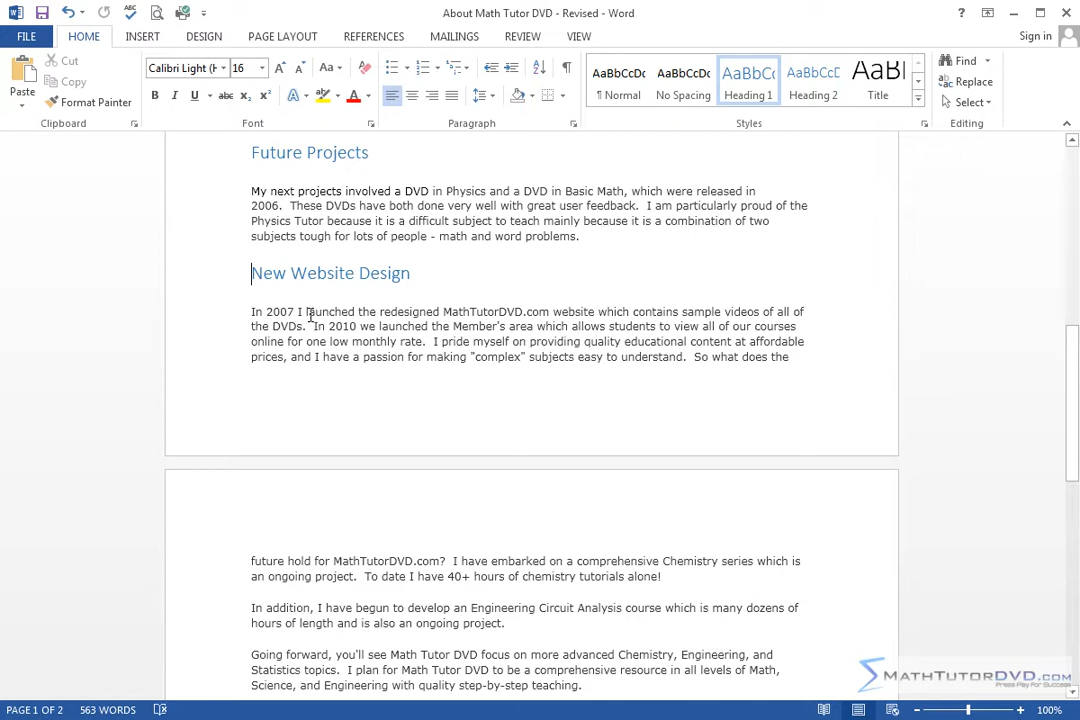 About Math Tutor DVD - Revised - Word
FILE HOME INSERT DESIGN PAGE LAYOUT REFERENCES MAILINGS REVIEW VIEW Sign in
Paste
Cut
Copy
Format Painter
Clipboard
Calibri Light (H 16
Font
Paragraph
AaBbCcDc ¶ Normal
AaBbCcDc No Spacing
AaBbCc Heading 1
AaBbCcD Heading 2
AaBl Title
Styles
Find
Replace
Select
Editing
Future Projects
My next projects involved a DVD in Physics and a DVD in Basic Math, which were released in
2006.  These DVDs have both done very well with great user feedback.  I am particularly proud of the
Physics Tutor because it is a difficult subject to teach mainly because it is a combination of two
subjects tough for lots of people - math and word problems.
New Website Design
In 2007 I launched the redesigned MathTutorDVD.com website which contains sample videos of all of
the DVDs.  In 2010 we launched the Member's area which allows students to view all of our courses
online for one low monthly rate.  I pride myself on providing quality educational content at affordable
prices, and I have a passion for making "complex" subjects easy to understand.  So what does the
future hold for MathTutorDVD.com?  I have embarked on a comprehensive Chemistry series which is
an ongoing project.  To date I have 40+ hours of chemistry tutorials alone!
In addition, I have begun to develop an Engineering Circuit Analysis course which is many dozens of
hours of length and is also an ongoing project.
Going forward, you'll see Math Tutor DVD focus on more advanced Chemistry, Engineering, and
Statistics topics.  I plan for Math Tutor DVD to be a comprehensive resource in all levels of Math,
Science, and Engineering with quality step-by-step teaching.
MATHTUTORDVD.COM
Press Play For Success
PAGE 1 OF 2 563 WORDS 100%